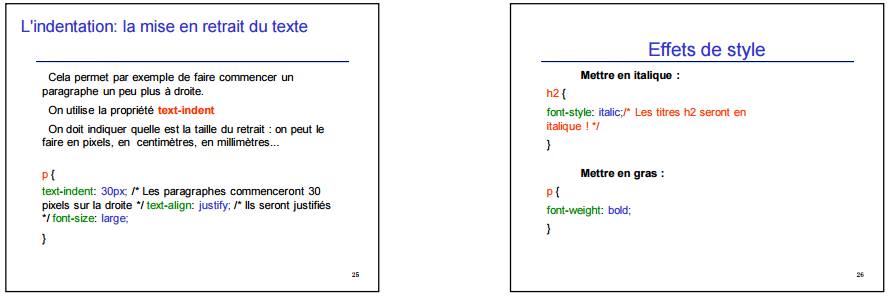 L'indentation: la mise en retrait du texte
Cela permet par exemple de faire commencer un
paragraphe un peu plus à droite.
On utilise la propriété text-indent
On doit indiquer quelle est la taille du retrait : on peut le
faire en pixels, en centimètres, en millimètres...
p {
text-indent: 30px; /* Les paragraphes commenceront 30
pixels sur la droite */ text-align: justify; /* Ils seront justifiés
*/ font-size: large;
}
25
Effets de style
Mettre en italique :
h2 {
font-style: italic;/* Les titres h2 seront en
italique ! */
}
Mettre en gras :
p {
font-weight: bold;
}
26